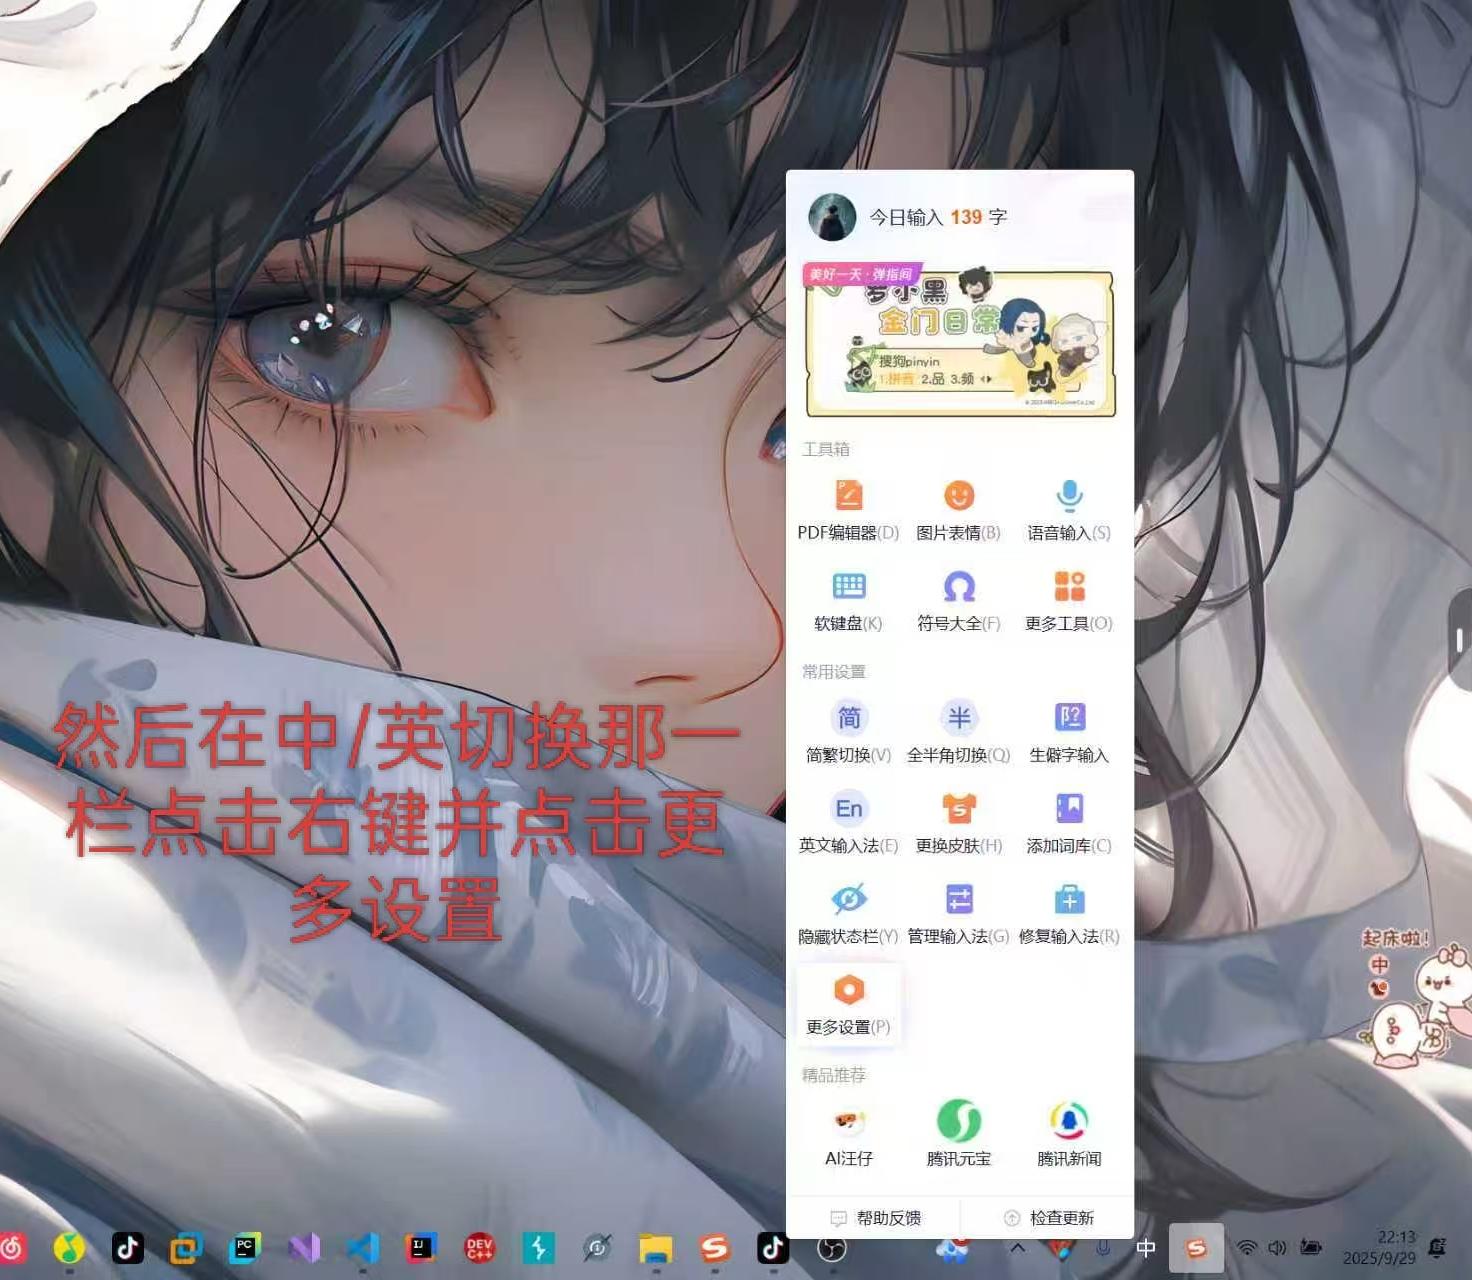 今日输入 139 字
美好一天·弹指间
罗小黑
金门日常
搜狗pinyin
1.拼音 2.品 3.频
工具箱
PDF编辑器(D) 图片表情(B) 语音输入(S)
软键盘(K) 符号大全(F) 更多工具(O)
常用设置
简 半
简繁切换(V) 全半角切换(Q) 生僻字输入
En
英文输入法(E) 更换皮肤(H) 添加词库(C)
隐藏状态栏(Y) 管理输入法(G) 修复输入法(R)
更多设置(P)
精品推荐
AI汪仔 腾讯元宝 腾讯新闻
帮助反馈 检查更新
然后在中/英切换那一
栏点击右键并点击更
多设置
起床啦!
中
PC
IJ
DEV
C++
中
22:13
2025/9/29